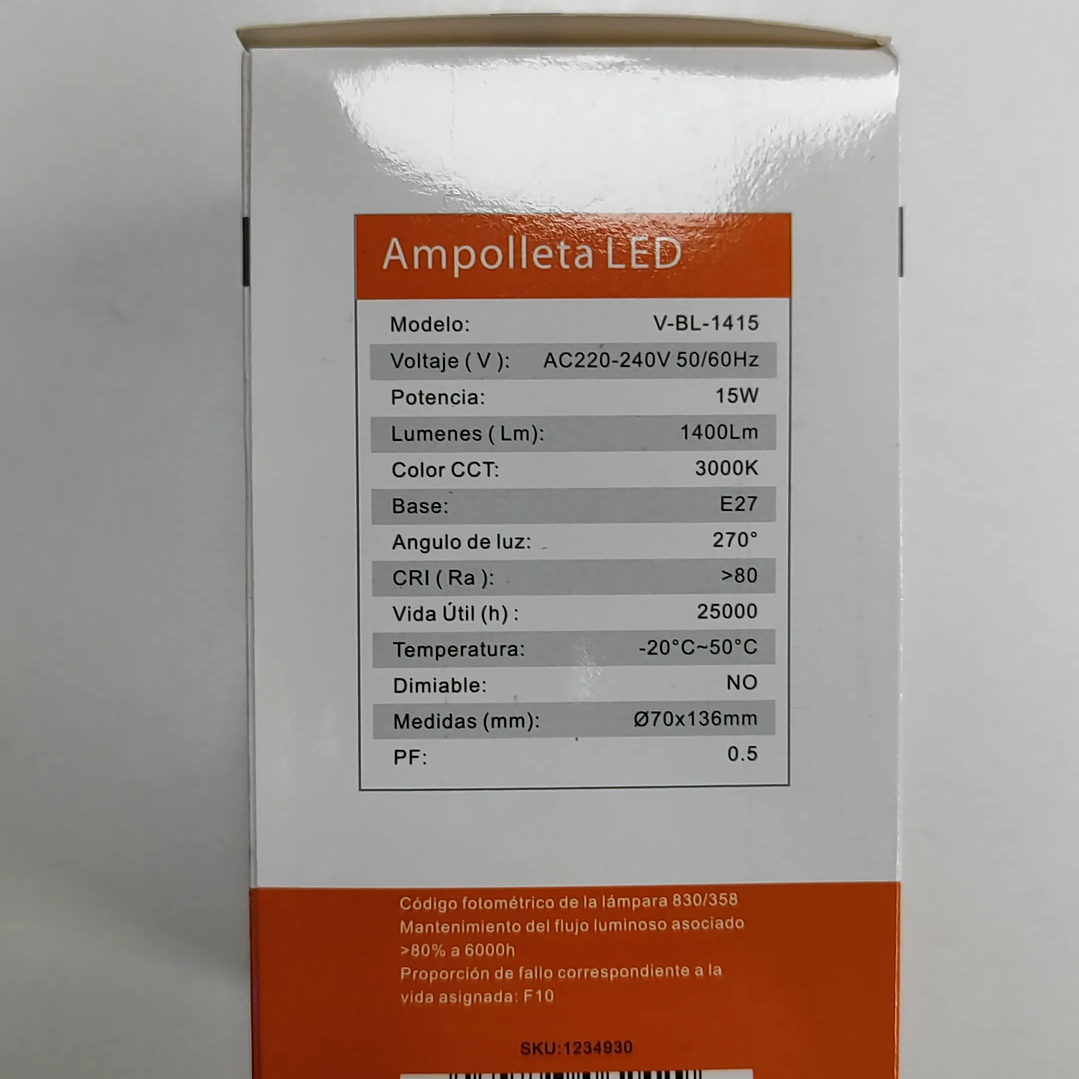 Ampolleta LED
Modelo: V-BL-1415
Voltaje ( V ): AC220-240V 50/60Hz
Potencia: 15W
Lumenes ( Lm): 1400Lm
Color CCT: 3000K
Base: E27
Angulo de luz: 270°
CRI ( Ra ): >80
Vida Útil (h) : 25000
Temperatura: -20°C~50°C
Dimiable: NO
Medidas (mm): Ø70x136mm
PF: 0.5
Código fotométrico de la lámpara 830/358
Mantenimiento del flujo luminoso asociado
>80% a 6000h
Proporción de fallo correspondiente a la
vida asignada: F10
SKU:1234930